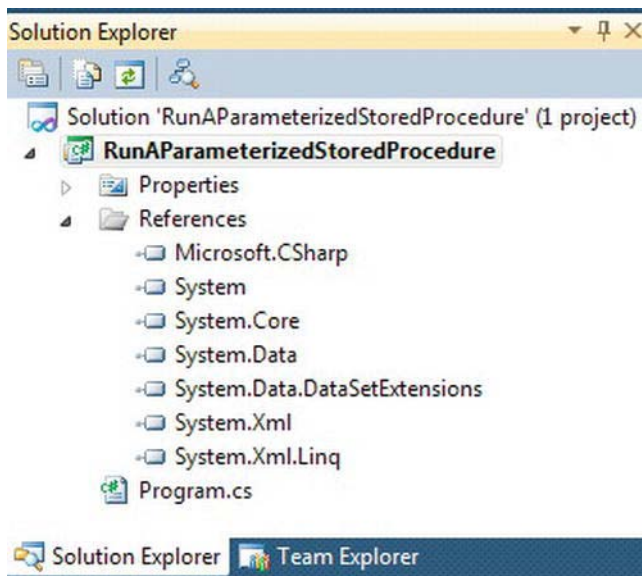 Solution Explorer
Solution 'RunAParameterizedStoredProcedure' (1 project)
RunAParameterizedStoredProcedure
Properties
References
Microsoft.CSharp
System
System.Core
System.Data
System.Data.DataSetExtensions
System.Xml
System.Xml.Linq
Program.cs
Solution Explorer Team Explorer